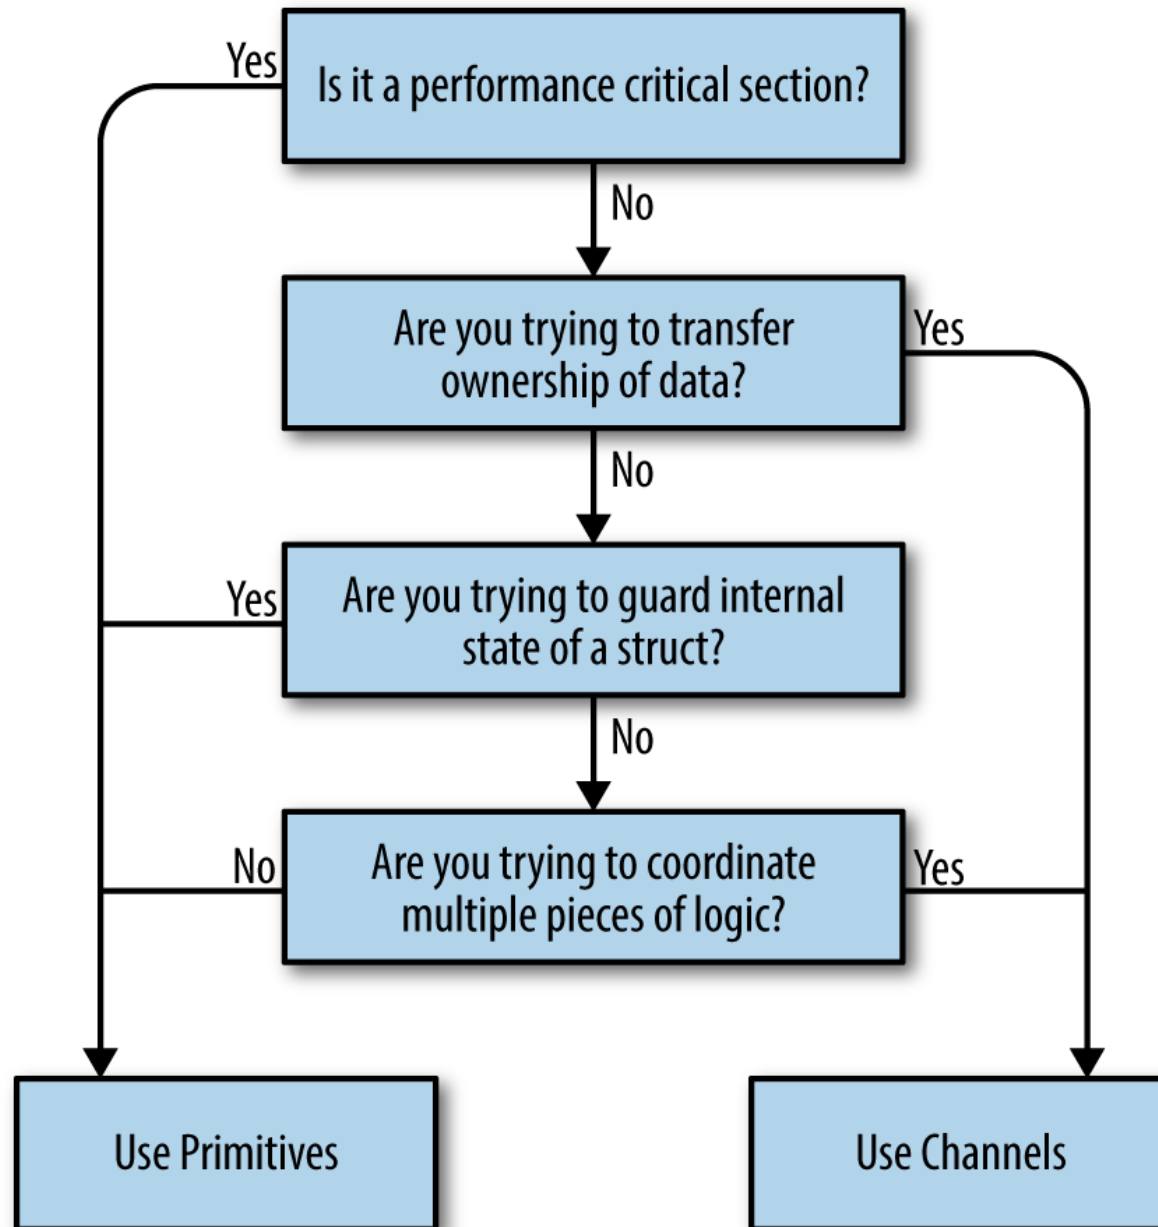 Yes
Is it a performance critical section?
No
Are you trying to transfer
ownership of data?
Yes
No
Yes
Are you trying to guard internal
state of a struct?
No
No
Are you trying to coordinate
multiple pieces of logic?
Yes
Use Primitives
Use Channels